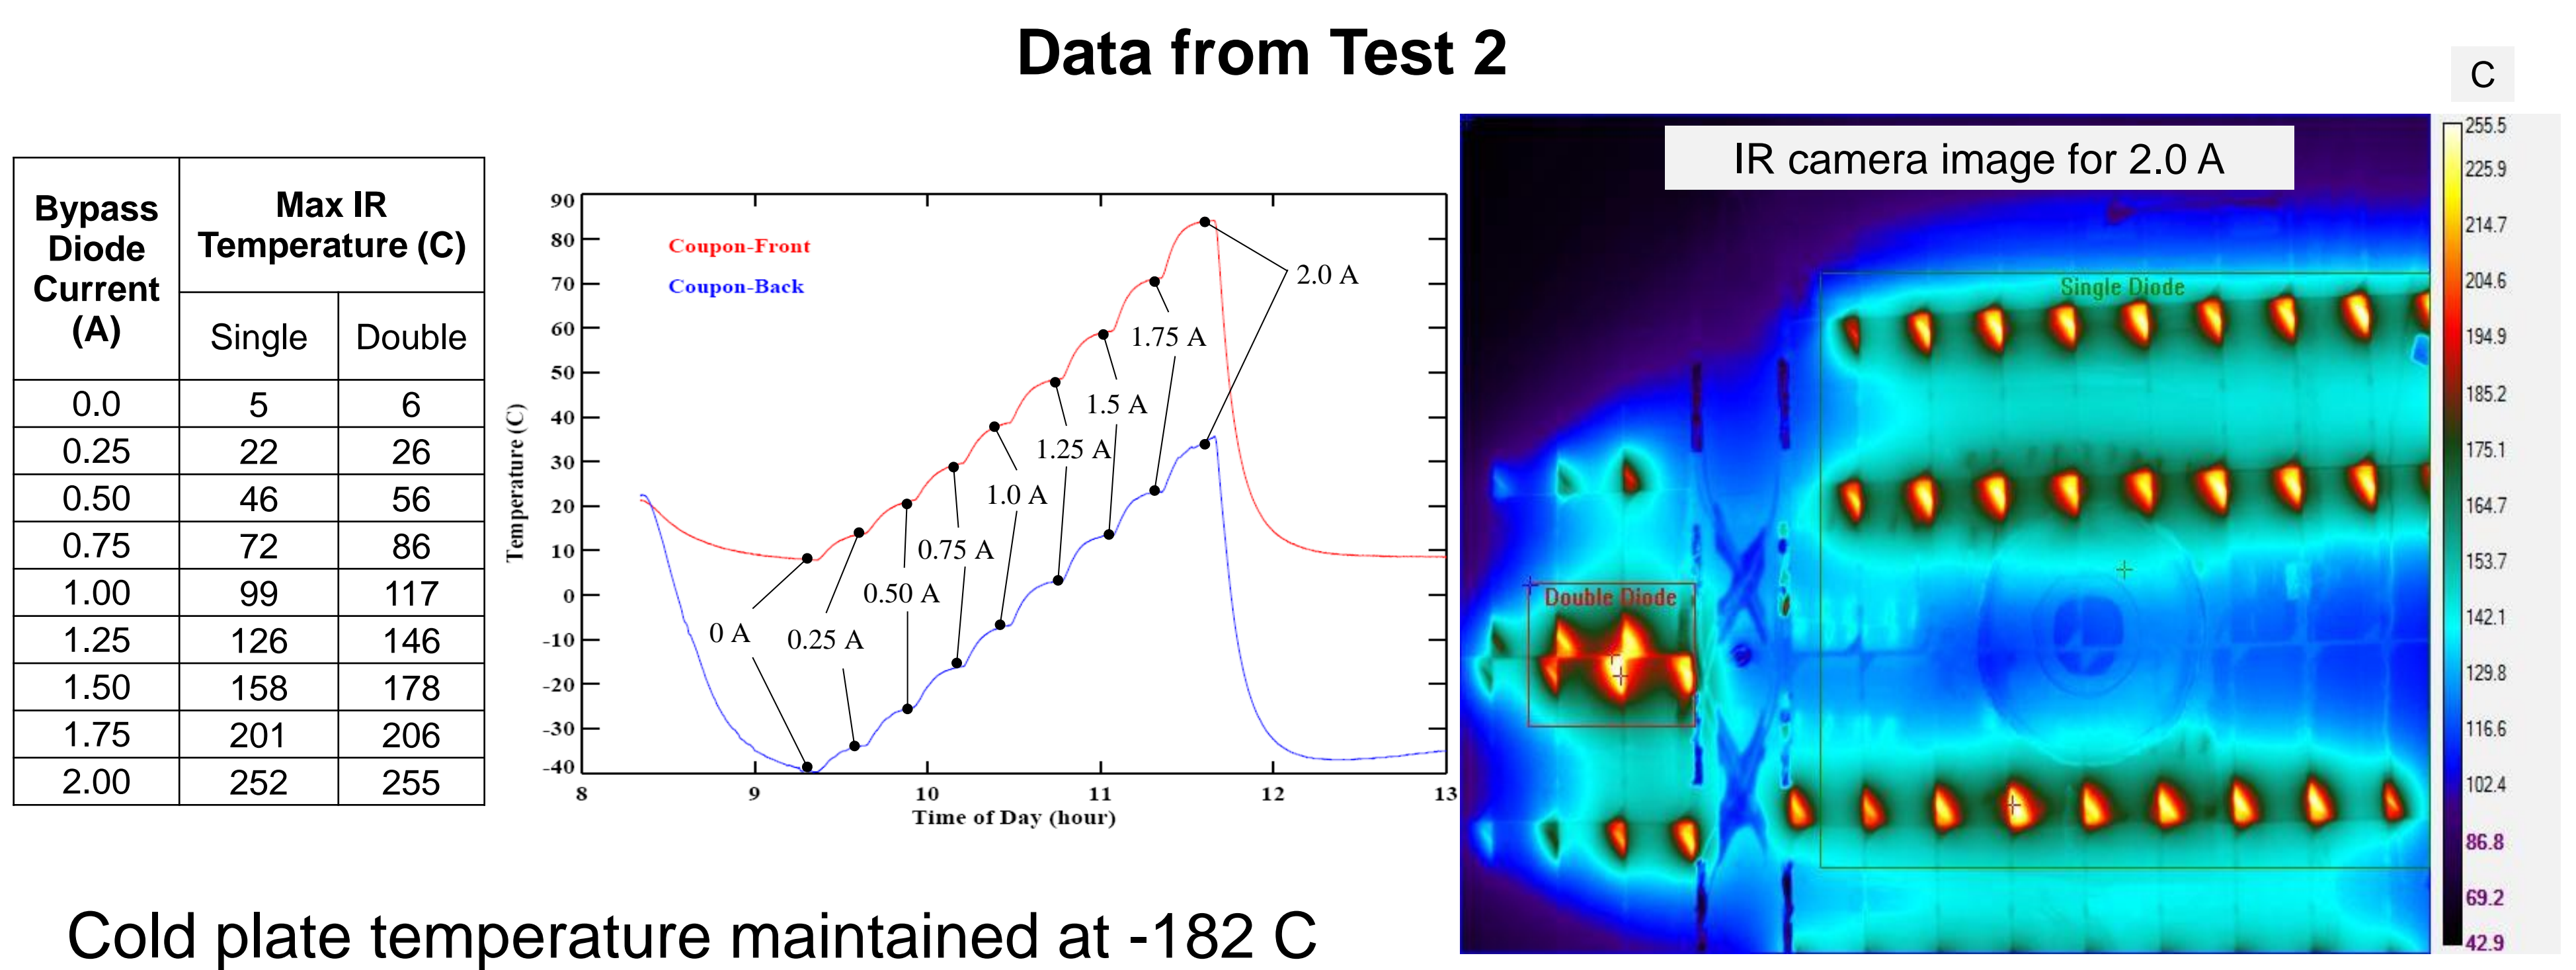 Data from Test 2
Bypass
Diode
Current
(A)
Max IR
Temperature (C)
Single Double
0.0 5 6
0.25 22 26
0.50 46 56
0.75 72 86
1.00 99 117
1.25 126 146
1.50 158 178
1.75 201 206
2.00 252 255
90
80
70
60
50
40
30
20
10
0
-10
-20
-30
-40
Temperature (C)
Coupon-Front
Coupon-Back
0 A
0.25 A
0.50 A
0.75 A
1.0 A
1.25 A
1.5 A
1.75 A
2.0 A
8 9 10 11 12 13
Time of Day (hour)
IR camera image for 2.0 A
Single Diode
Double Diode
C
255.5
225.9
214.7
204.6
194.9
185.2
175.1
164.7
153.7
142.1
129.8
116.6
102.4
86.8
69.2
42.9
Cold plate temperature maintained at -182 C